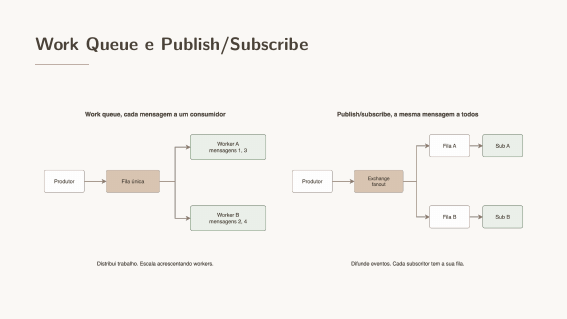 Work Queue e Publish/Subscribe
Work queue, cada mensagem a um consumidor
Produtor
Fila única
Worker A
mensagens 1, 3
Worker B
mensagens 2, 4
Distribui trabalho. Escala acrescentando workers.
Publish/subscribe, a mesma mensagem a todos
Produtor
Exchange
fanout
Fila A
Sub A
Fila B
Sub B
Difunde eventos. Cada subscritor tem a sua fila.